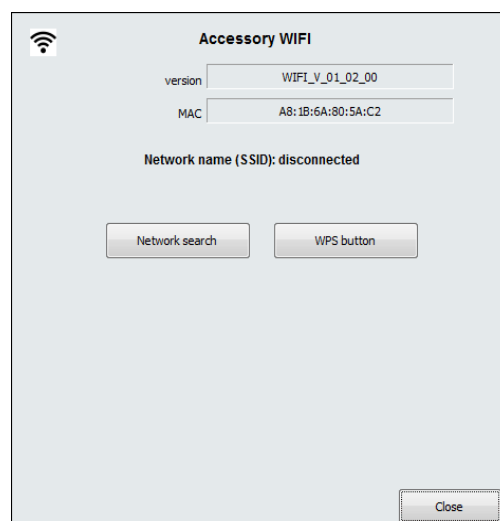 Accessory WIFI
version WIFI_V_01_02_00
MAC A8:1B:6A:80:5A:C2
Network name (SSID): disconnected
Network search WPS button
Close